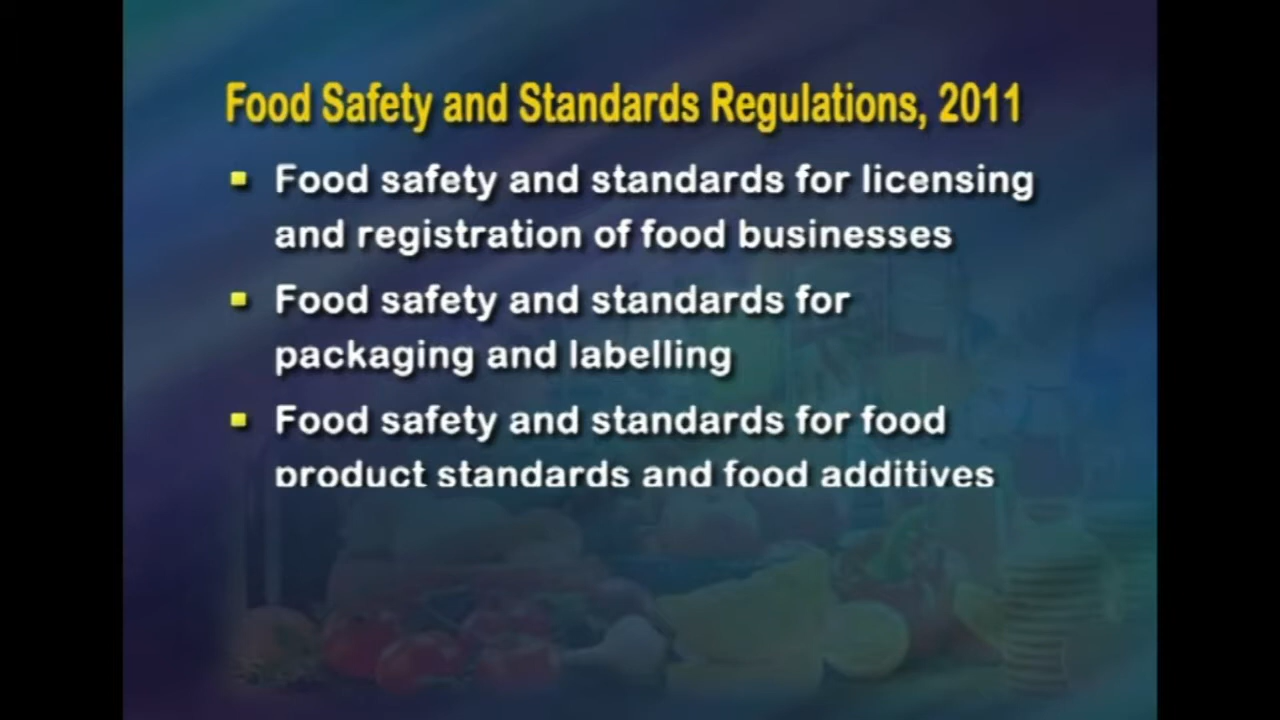 Food Safety and Standards Regulations, 2011
Food safety and standards for licensing
and registration of food businesses
Food safety and standards for
packaging and labelling
Food safety and standards for food
product standards and food additives